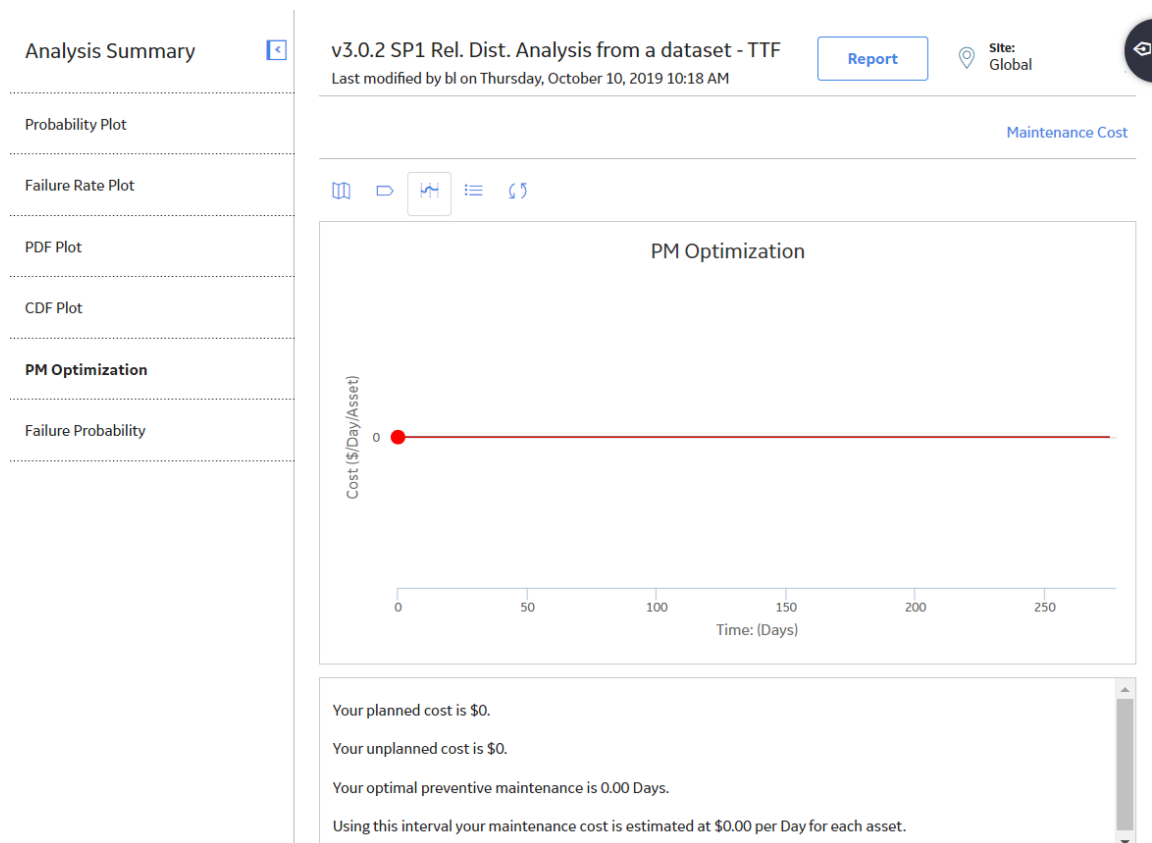 Analysis Summary
Probability Plot
Failure Rate Plot
PDF Plot
CDF Plot
PM Optimization
Failure Probability
v3.0.2 SP1 Rel. Dist. Analysis from a dataset - TTF
Last modified by bl on Thursday, October 10, 2019 10:18 AM
Report
Site:
Global
Maintenance Cost
PM Optimization
Cost ($/Day/Asset)
0
0 50 100 150 200 250
Time: (Days)
Your planned cost is $0.
Your unplanned cost is $0.
Your optimal preventive maintenance is 0.00 Days.
Using this interval your maintenance cost is estimated at $0.00 per Day for each asset.